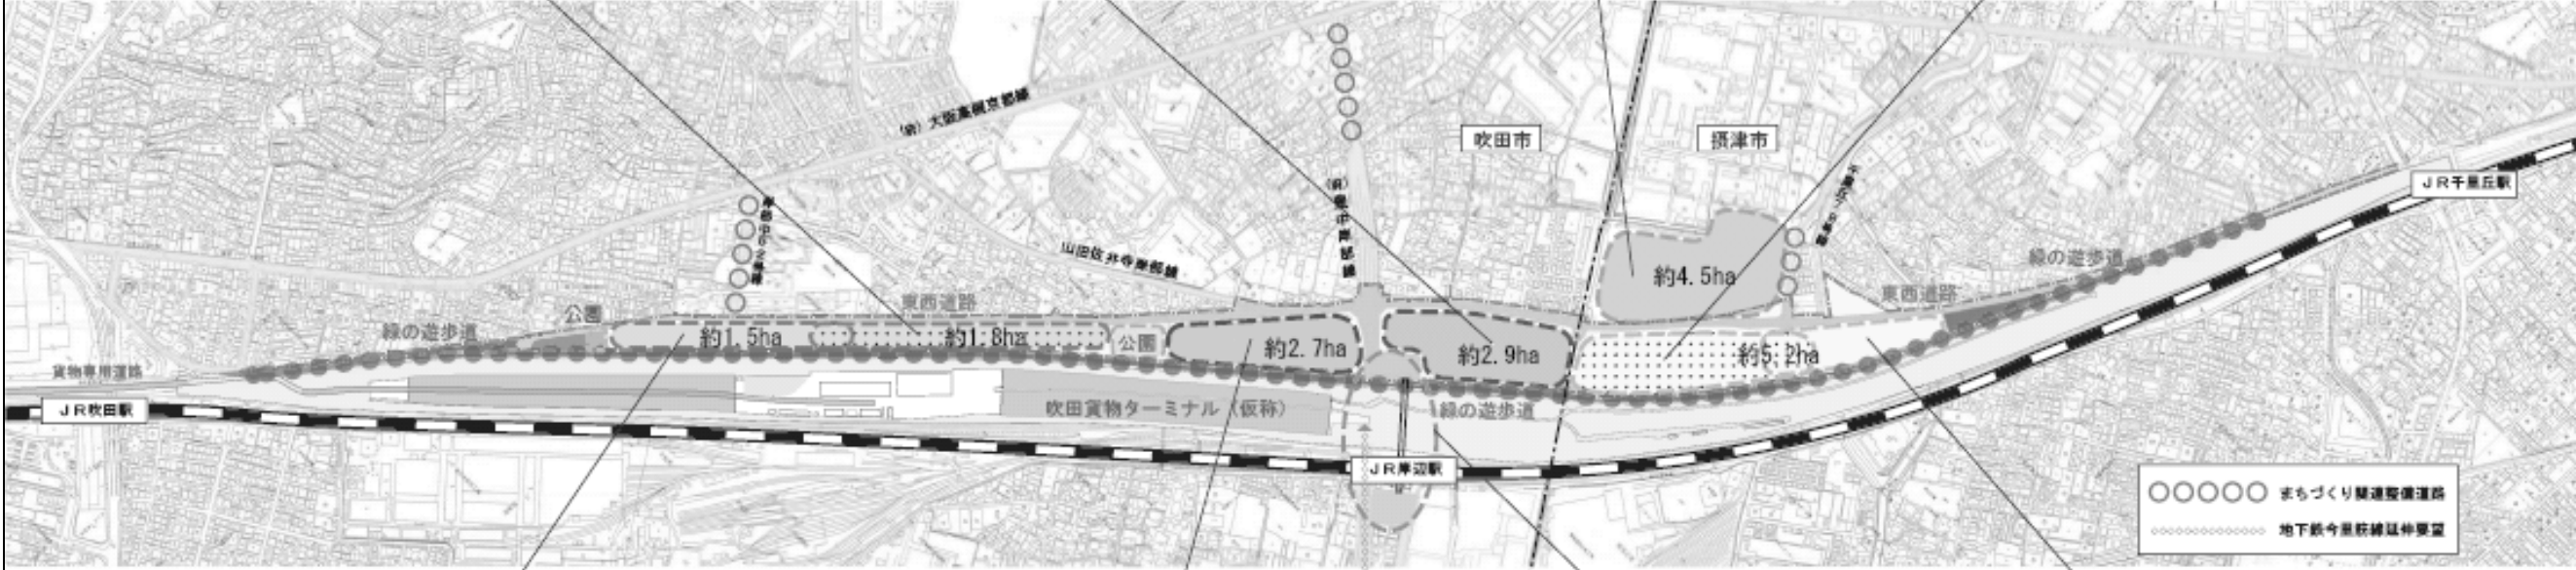 (府) 大阪高槻京都線
吹田市
摂津市
JR千里丘駅
山田佐井寺岸部線
緑の遊歩道
約4.5ha
東西道路
東西道路
公園
緑の遊歩道
約1.5ha
約1.8ha
公園
約2.7ha
約2.9ha
約5.2ha
貨物専用道路
JR吹田駅
吹田貨物ターミナル（仮称）
緑の遊歩道
JR岸辺駅
まちづくり関連整備道路
地下鉄今里筋線延伸要望